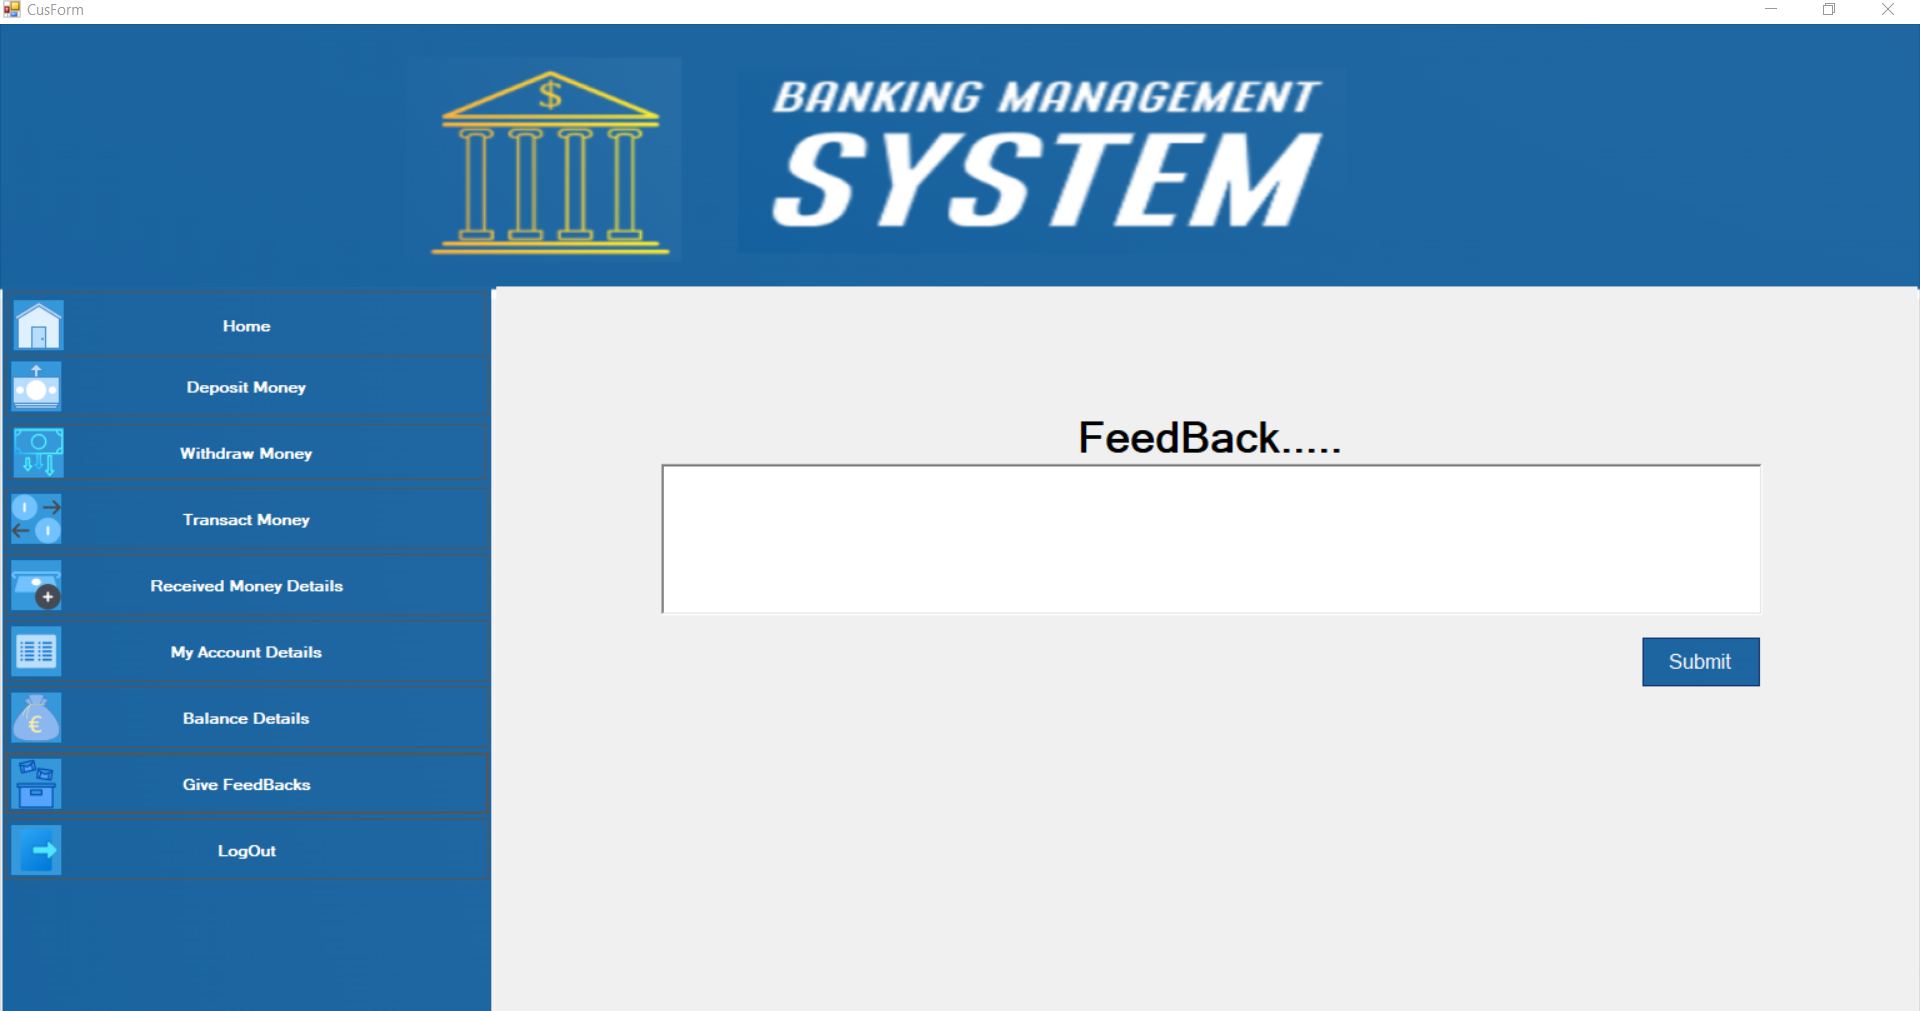 CusForm
$
BANKING MANAGEMENT
SYSTEM
Home
Deposit Money
Withdraw Money
Transact Money
Received Money Details
My Account Details
Balance Details
€
Give FeedBacks
LogOut
FeedBack.....
Submit